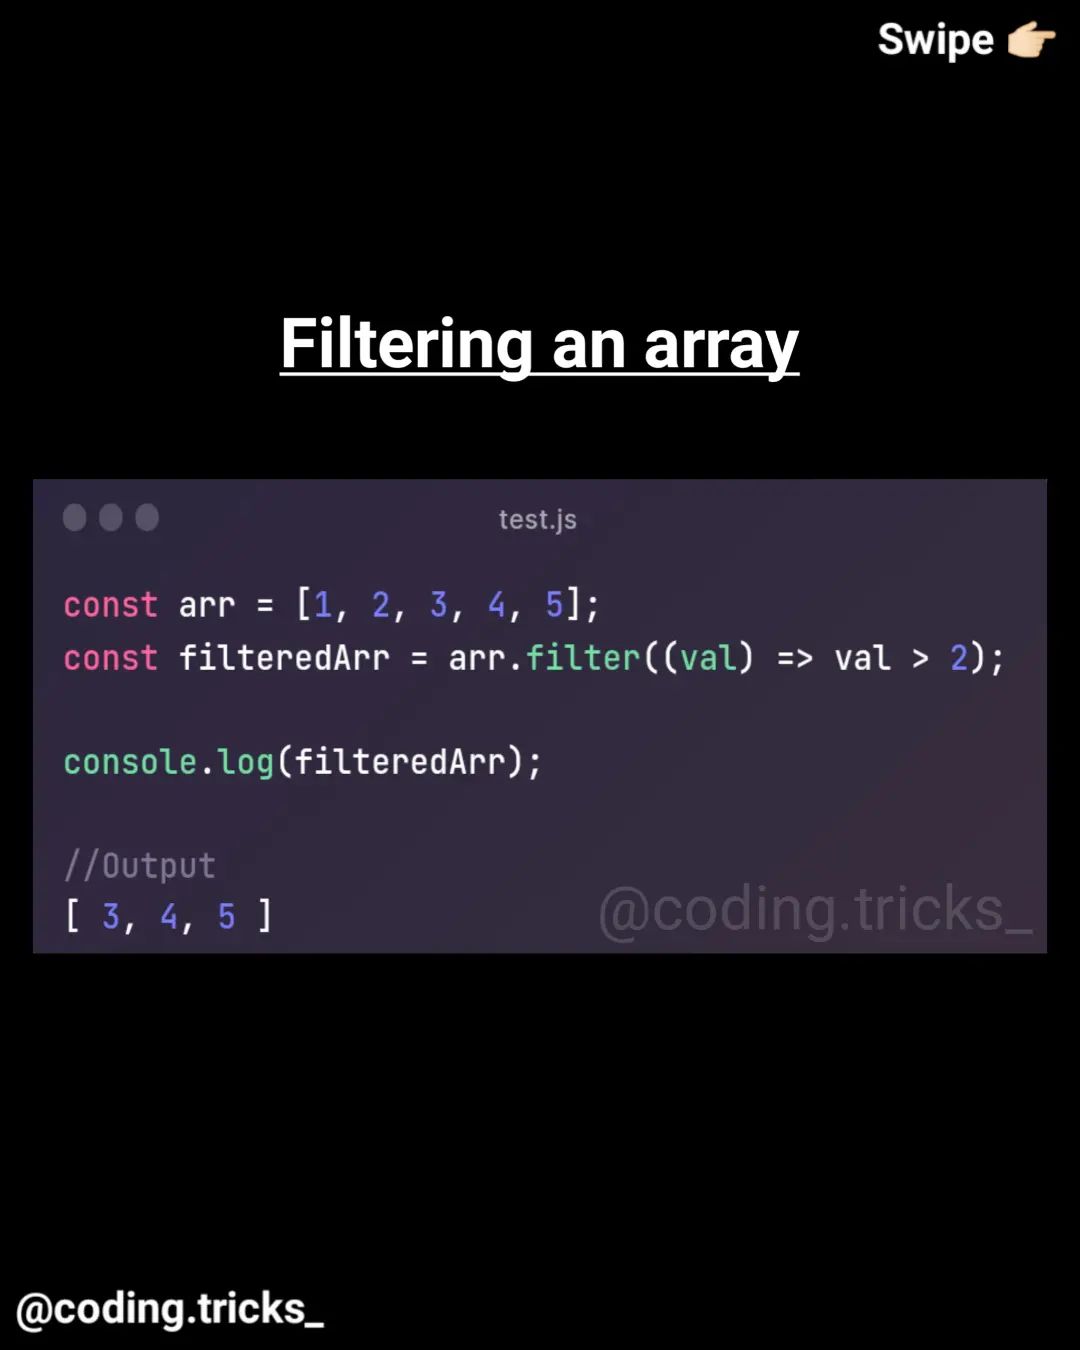 Swipe 👉🏻
Filtering an array
test.js
const arr = [1, 2, 3, 4, 5];
const filteredArr = arr.filter((val) => val > 2);
console.log(filteredArr);
//Output
[ 3, 4, 5 ]
@coding.tricks_
@coding.tricks_